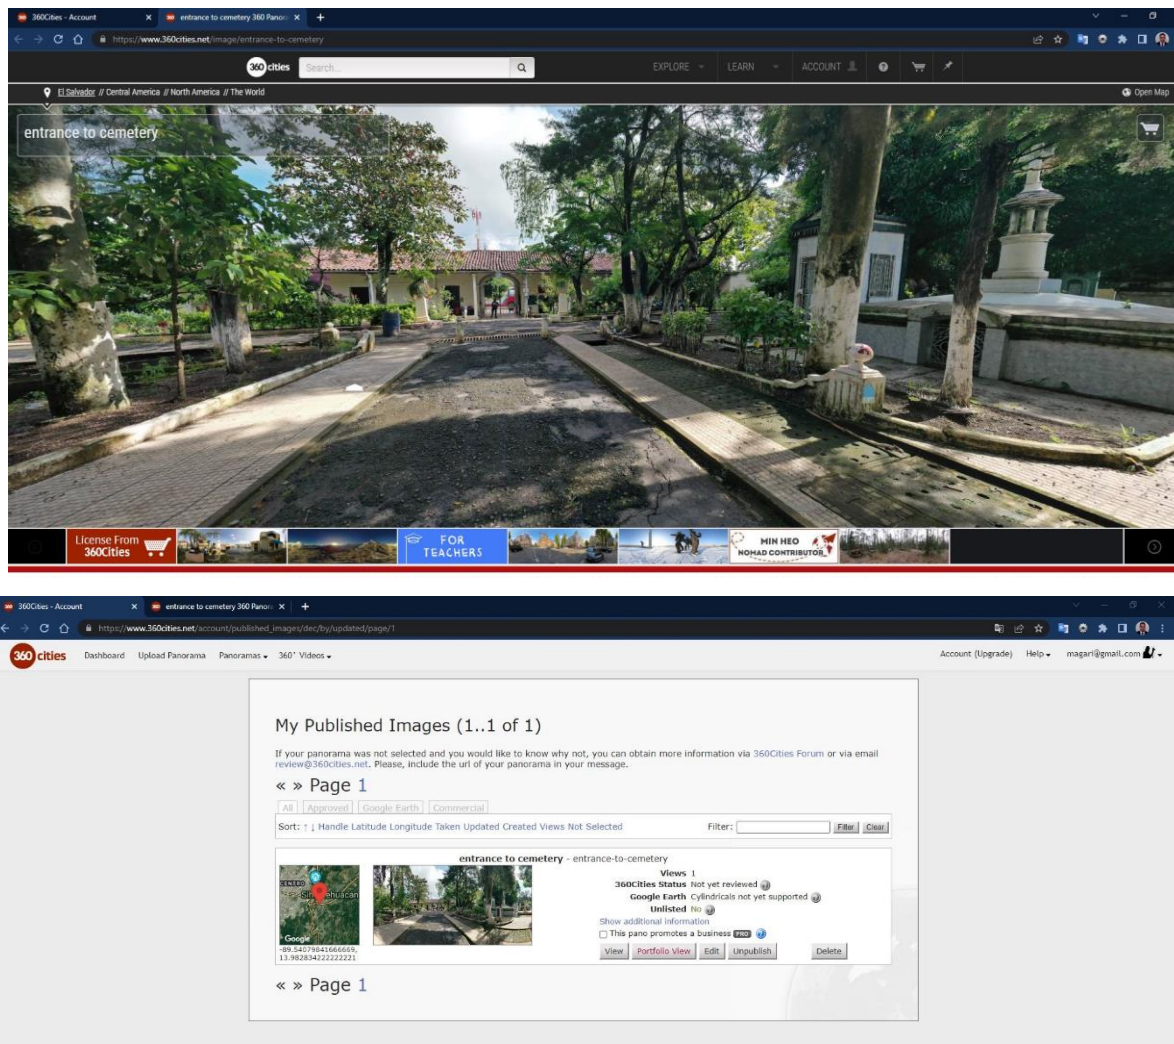 360Cities - Account
entrance to cemetery 360 Panor
https://www.360cities.net/image/entrance-to-cemetery
360 cities
Search...
EXPLORE
LEARN
ACCOUNT
El Salvador // Central America // North America // The World
Open Map
entrance to cemetery
License From
360Cities
FOR
TEACHERS
MIN HEO
NOMAD CONTRIBUTOR
360Cities - Account
entrance to cemetery 360 Panor
https://www.360cities.net/account/published_images/dec/by/updated/page/1
360 cities Dashboard Upload Panorama Panoramas 360° Videos
Account (Upgrade) Help magari@gmail.com
My Published Images (1..1 of 1)
If your panorama was not selected and you would like to know why not, you can obtain more information via 360Cities Forum or via email
review@360cities.net. Please, include the url of your panorama in your message.
« » Page 1
All Approved Google Earth Commercial
Sort: ↑ ↓ Handle Latitude Longitude Taken Updated Created Views Not Selected Filter: Filter Clear
entrance to cemetery - entrance-to-cemetery
Views 1
360Cities Status Not yet reviewed
Google Earth Cylindricals not yet supported
Unlisted No
Show additional information
This pano promotes a business PRO
View Portfolio View Edit Unpublish Delete
Google
-89.54079841666669,
13.982834222222221
« » Page 1